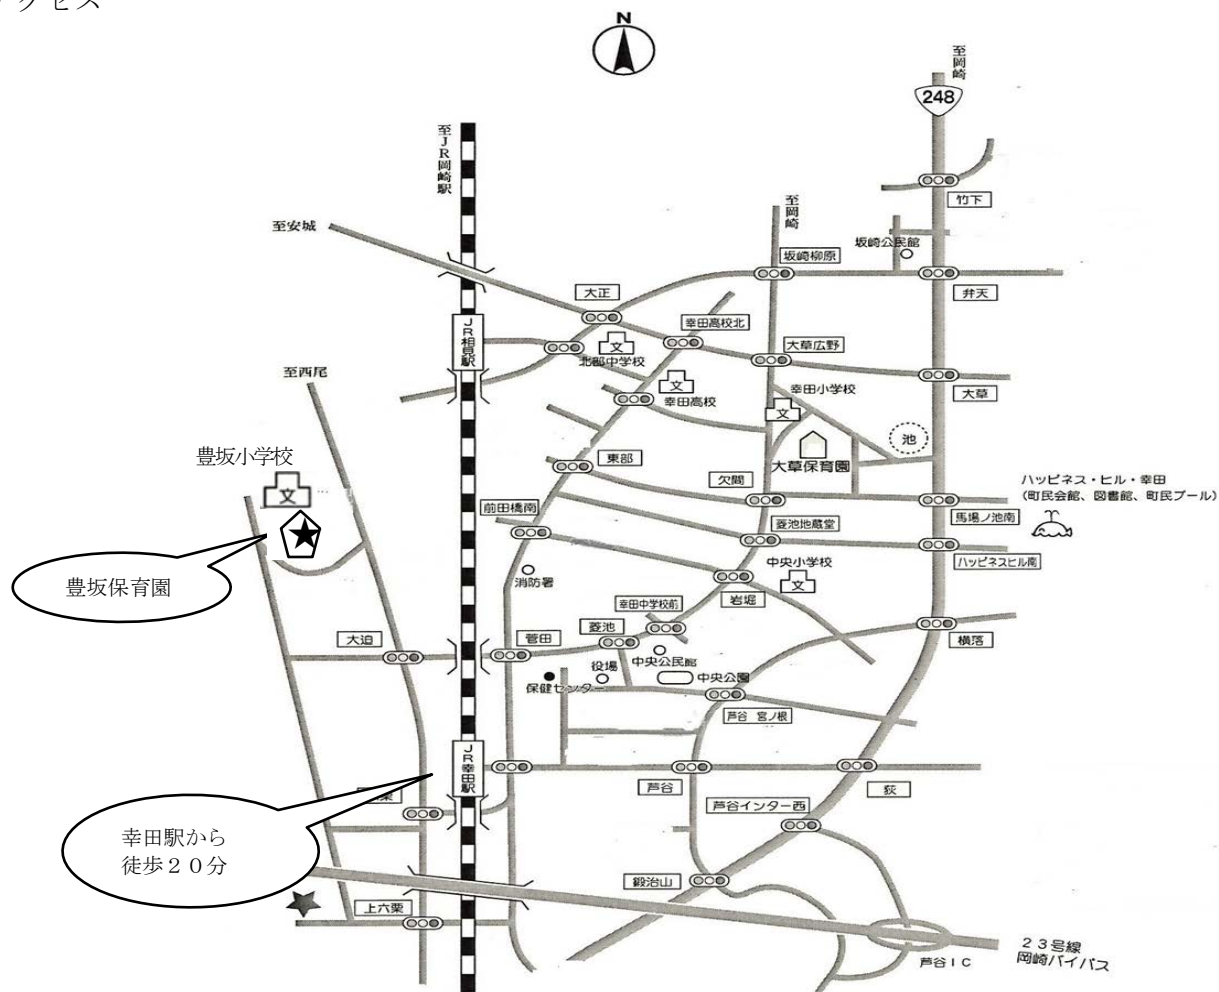 クセス
N
至岡崎
248
至JR岡崎駅
竹下
至安城
至岡崎
坂崎公民館
坂崎柳原
大正
弁天
幸田高校北
JR相見駅
文
北部中学校
大草広野
至西尾
文
幸田高校
幸田小学校
文
大草
池
豊坂小学校
文
東部
大草保育園
欠間
ハッピネス・ヒル・幸田
(町民会館、図書館、町民プール)
前田橋南
馬場ノ池南
菱池地蔵堂
豊坂保育園
消防署
中央小学校
文
ハッピネスヒル南
岩堀
幸田中学校前
大迫
菅田
菱池
横落
役場
中央公民館
保健センター
中央公園
芦谷 宮ノ根
JR幸田駅
芦谷
荻
芦谷インター西
幸田駅から
徒歩20分
鍛治山
上六栗
芦谷IC
23号線
岡崎バイパス